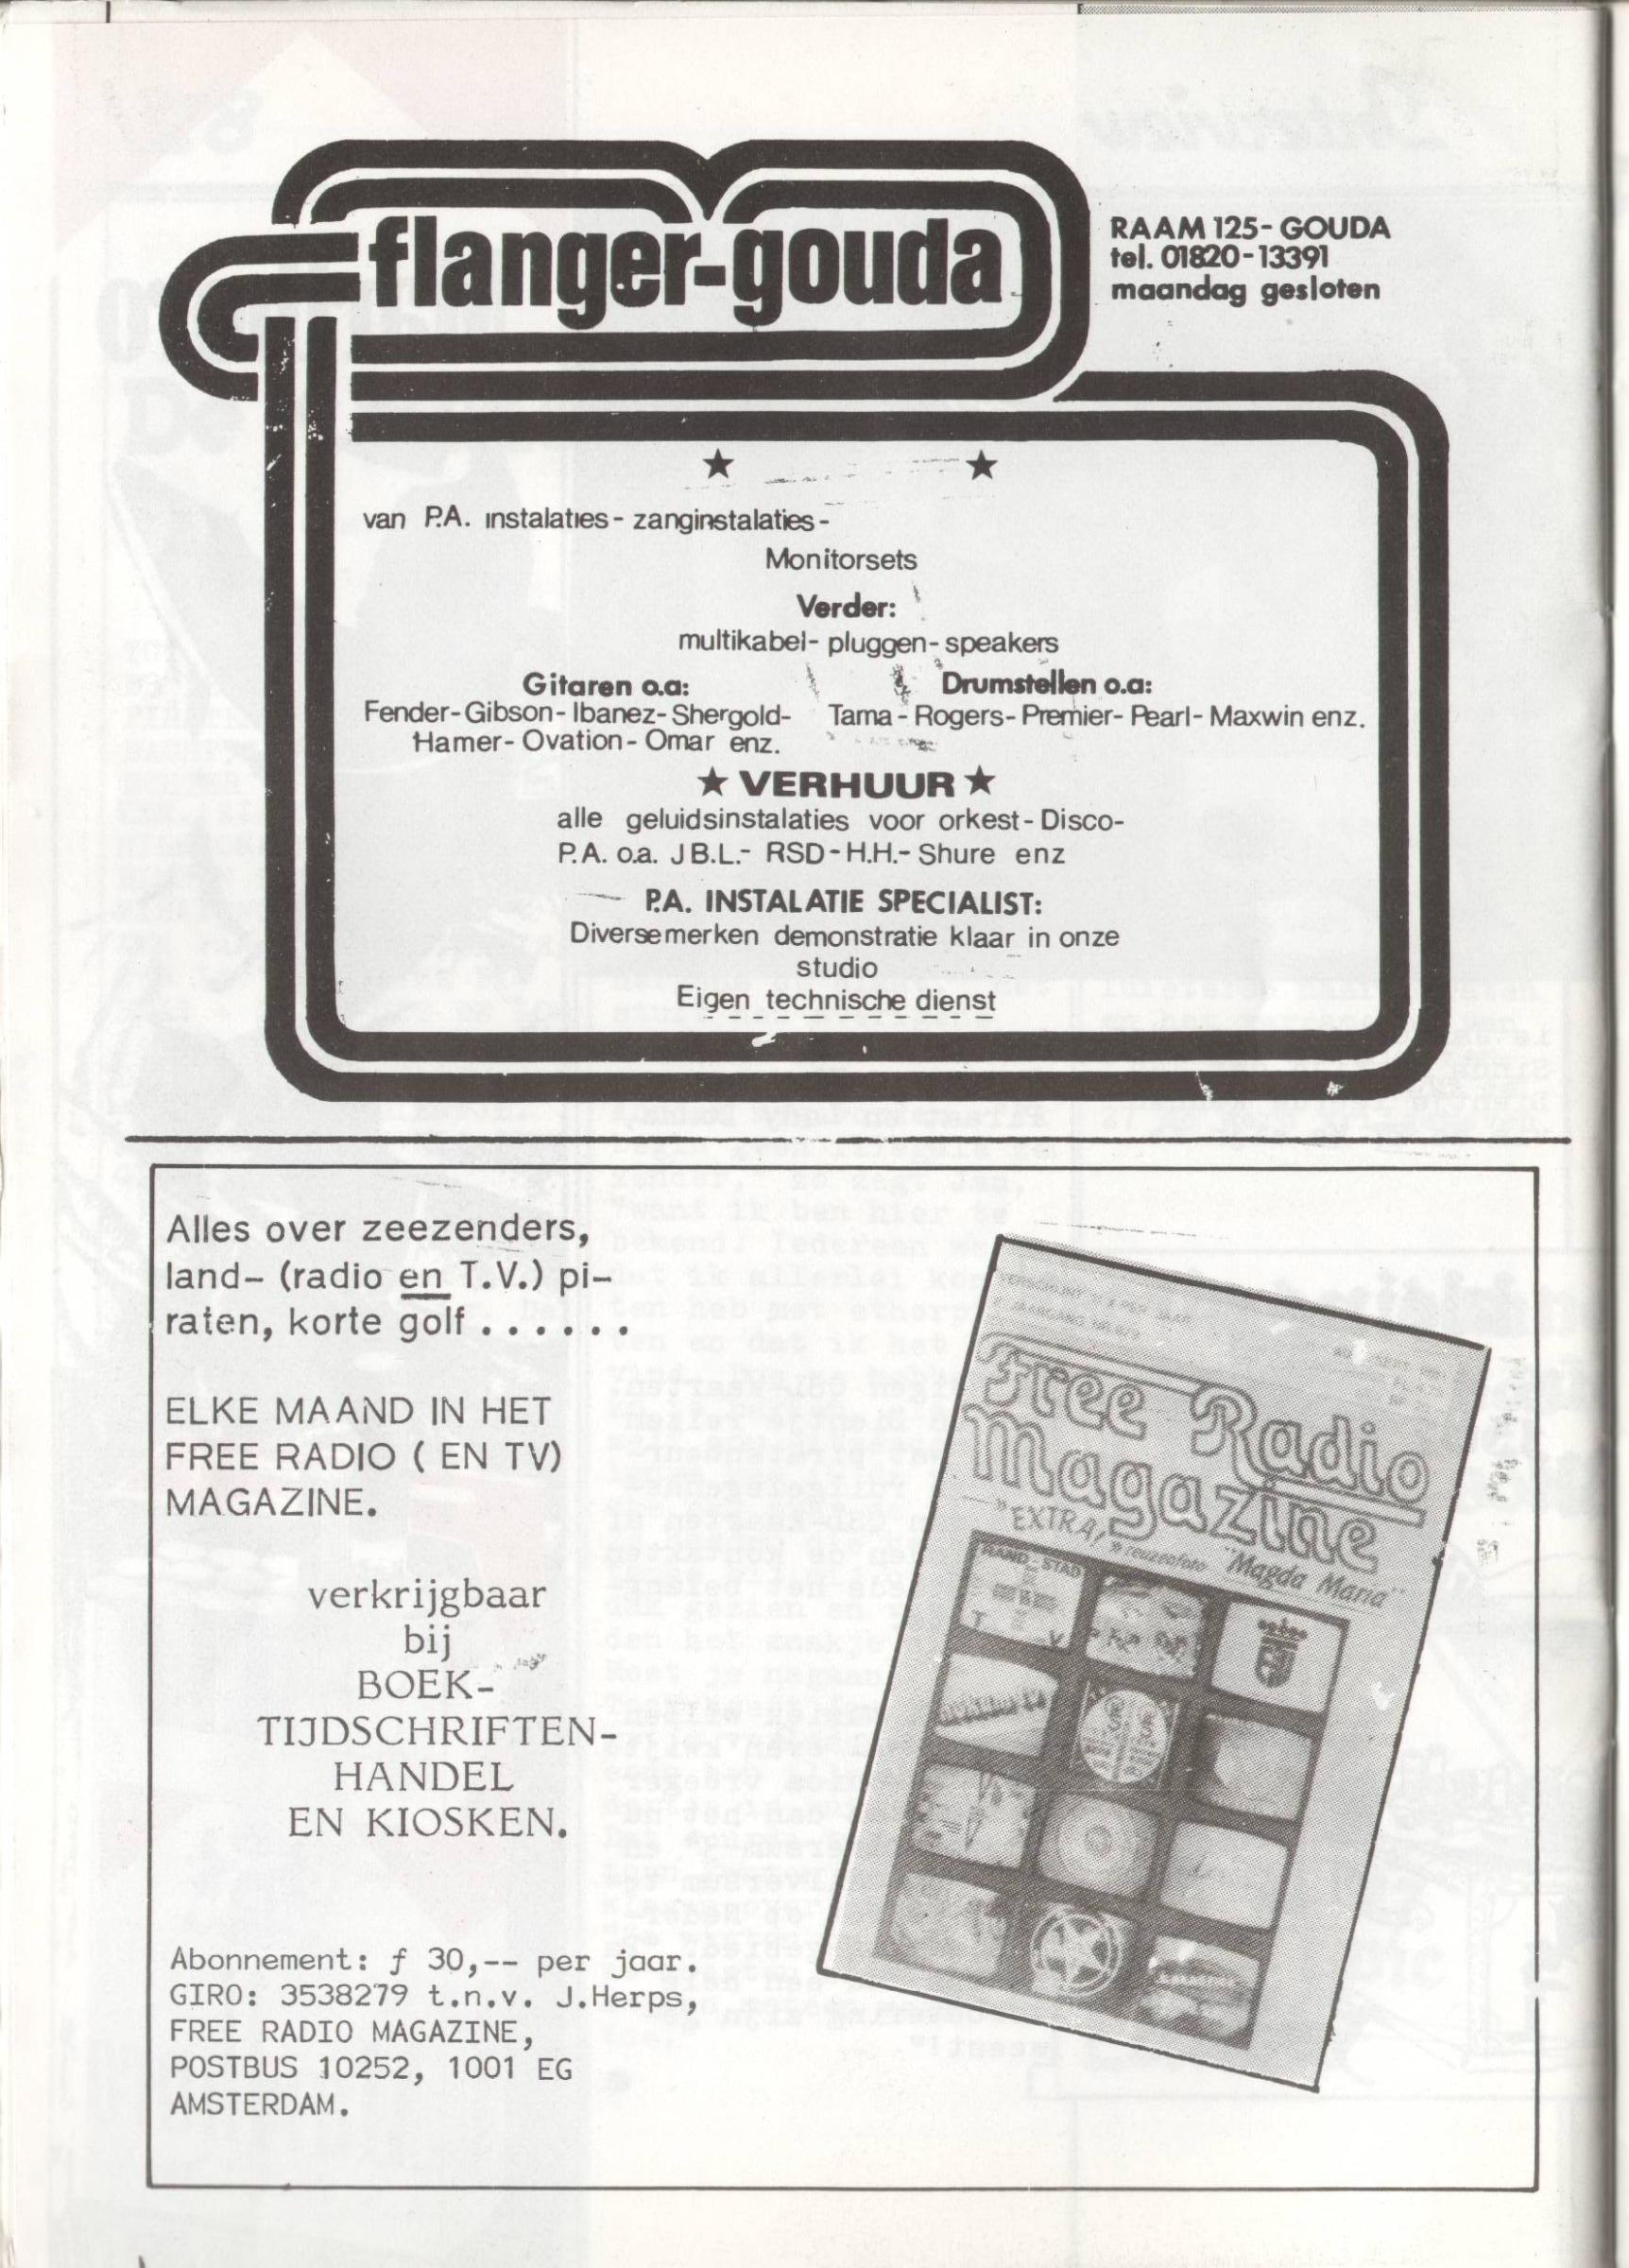 flanger-gouda
RAAM 125- GOUDA
tel. 01820-13391
maandag gesloten
★ ★
van P.A. instalaties - zanginstalaties -
Monitorsets
Verder:
multikabel- pluggen- speakers
Gitaren o.a:
Fender- Gibson- Ibanez- Shergold-
Hamer- Ovation- Omar enz.
Drumstellen o.a:
Tama - Rogers- Premier- Pearl- Maxwin enz.
★ VERHUUR ★
alle geluidsinstalaties voor orkest- Disco-
P.A. o.a. J B.L.- RSD- H.H.- Shure enz
P.A. INSTALATIE SPECIALIST:
Diverse merken demonstratie klaar in onze
studio
Eigen technische dienst
Alles over zeezenders,
land- (radio en T.V.) pi-
raten, korte golf . . . . . .
ELKE MAAND IN HET
FREE RADIO ( EN TV)
MAGAZINE.
verkrijgbaar
bij
BOEK-
TIJDSCHRIFTEN-
HANDEL
EN KIOSKEN.
Abonnement: ƒ 30,-- per jaar.
GIRO: 3538279 t.n.v. J.Herps,
FREE RADIO MAGAZINE,
POSTBUS 10252, 1001 EG
AMSTERDAM.
Free Radio
Magazine
"EXTRA," reuzenfoto "Magda Maria"
RAND-STAD
T V